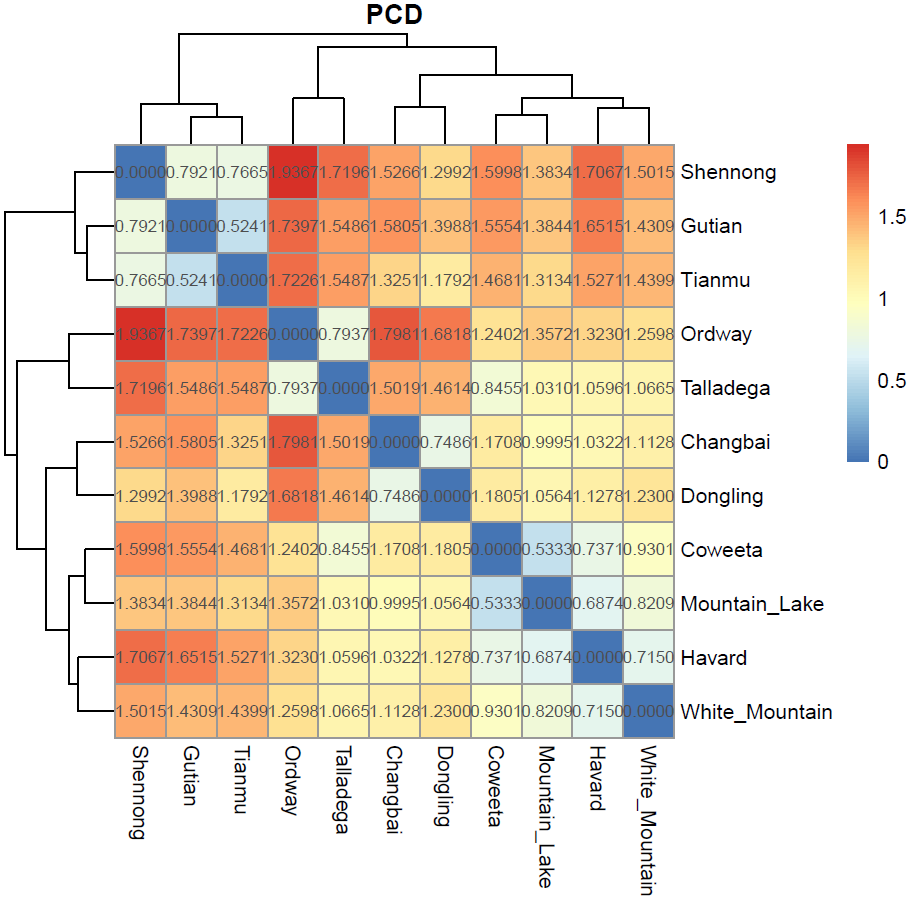 PCD
0.0000 0.7921 0.7665 1.9367 1.7196 1.5266 1.2992 1.5998 1.3834 1.7067 1.5015 Shennong
0.7921 0.0000 0.5241 1.7397 1.5486 1.5805 1.3988 1.5554 1.3844 1.6515 1.4309 Gutian
0.7665 0.5241 0.0000 1.7226 1.5487 1.3251 1.1792 1.4681 1.3134 1.5271 1.4399 Tianmu
1.9367 1.7397 1.7226 0.0000 0.7937 1.7981 1.6818 1.2402 1.3572 1.3230 1.2598 Ordway
1.7196 1.5486 1.5487 0.7937 0.0000 1.5019 1.4614 0.8455 1.0310 1.0596 1.0665 Talladega
1.5266 1.5805 1.3251 1.7981 1.5019 0.0000 0.7486 1.1708 0.9995 1.0322 1.1128 Changbai
1.2992 1.3988 1.1792 1.6818 1.4614 0.7486 0.0000 1.1805 1.0564 1.1278 1.2300 Dongling
1.5998 1.5554 1.4681 1.2402 0.8455 1.1708 1.1805 0.0000 0.5333 0.7371 0.9301 Coweeta
1.3834 1.3844 1.3134 1.3572 1.0310 0.9995 1.0564 0.5333 0.0000 0.6874 0.8209 Mountain_Lake
1.7067 1.6515 1.5271 1.3230 1.0596 1.0322 1.1278 0.7371 0.6874 0.0000 0.7150 Havard
1.5015 1.4309 1.4399 1.2598 1.0665 1.1128 1.2300 0.9301 0.8209 0.7150 0.0000 White_Mountain
Shennong
Gutian
Tianmu
Ordway
Talladega
Changbai
Dongling
Coweeta
Mountain_Lake
Havard
White_Mountain
1.5
1
0.5
0